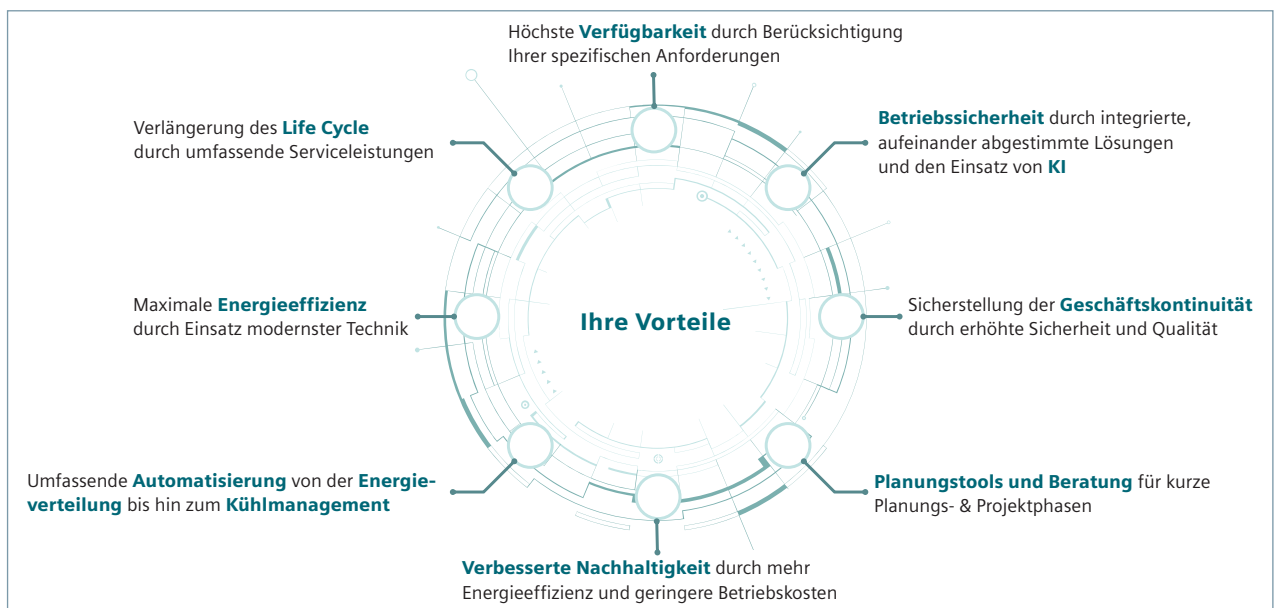 Höchste Verfügbarkeit durch Berücksichtigung
Ihrer spezifischen Anforderungen
Verlängerung des Life Cycle
durch umfassende Serviceleistungen
Betriebssicherheit durch integrierte,
aufeinander abgestimmte Lösungen
und den Einsatz von KI
Maximale Energieeffizienz
durch Einsatz modernster Technik
Ihre Vorteile
Sicherstellung der Geschäftskontinuität
durch erhöhte Sicherheit und Qualität
Umfassende Automatisierung von der Energie-
verteilung bis hin zum Kühlmanagement
Planungstools und Beratung für kurze
Planungs- & Projektphasen
Verbesserte Nachhaltigkeit durch mehr
Energieeffizienz und geringere Betriebskosten